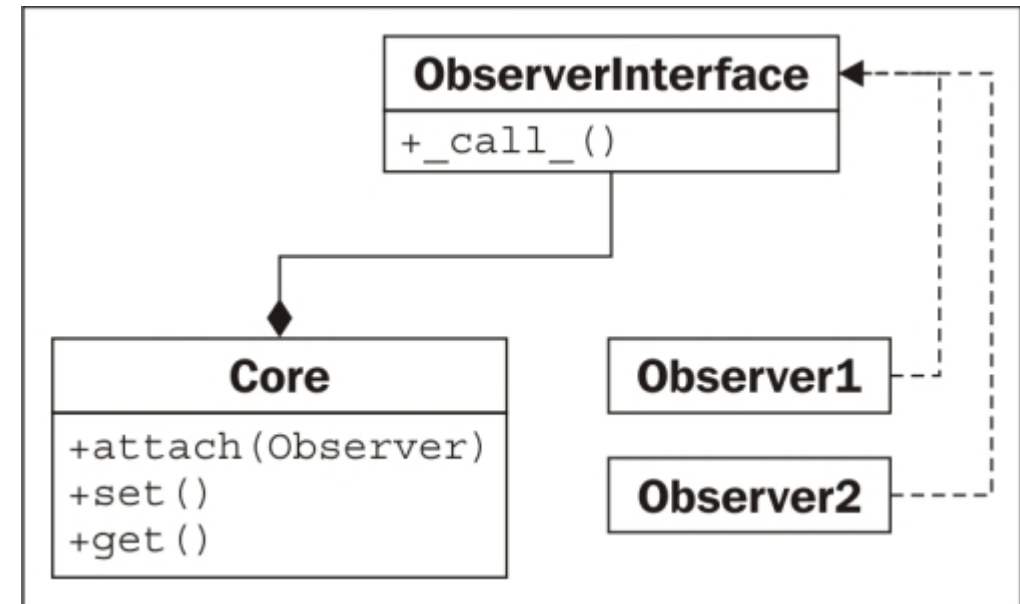 ObserverInterface
+_call_()
Core
+attach(Observer)
+set()
+get()
Observer1
Observer2